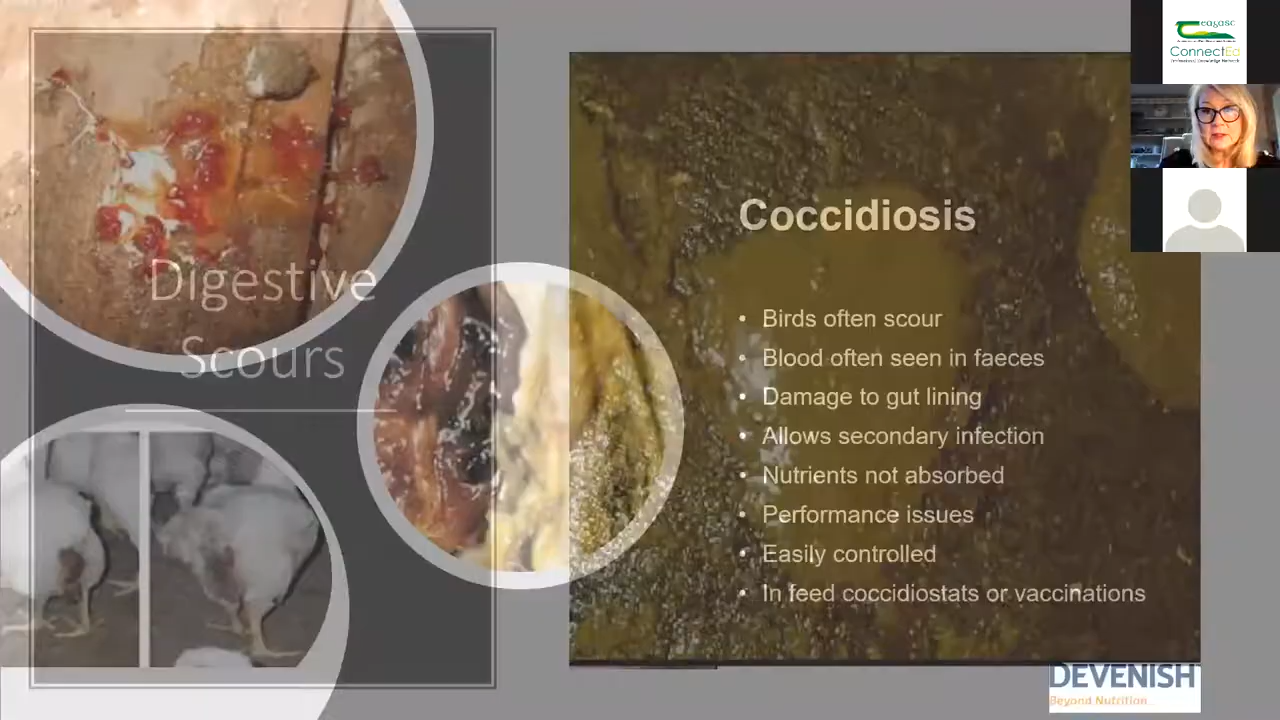 Digestive
Scours
Coccidiosis
• Birds often scour
• Blood often seen in faeces
• Damage to gut lining
• Allows secondary infection
• Nutrients not absorbed
• Performance issues
• Easily controlled
• In feed coccidiostats or vaccinations
eagasc
ConnectEd
DEVENISH
Beyond Nutrition...